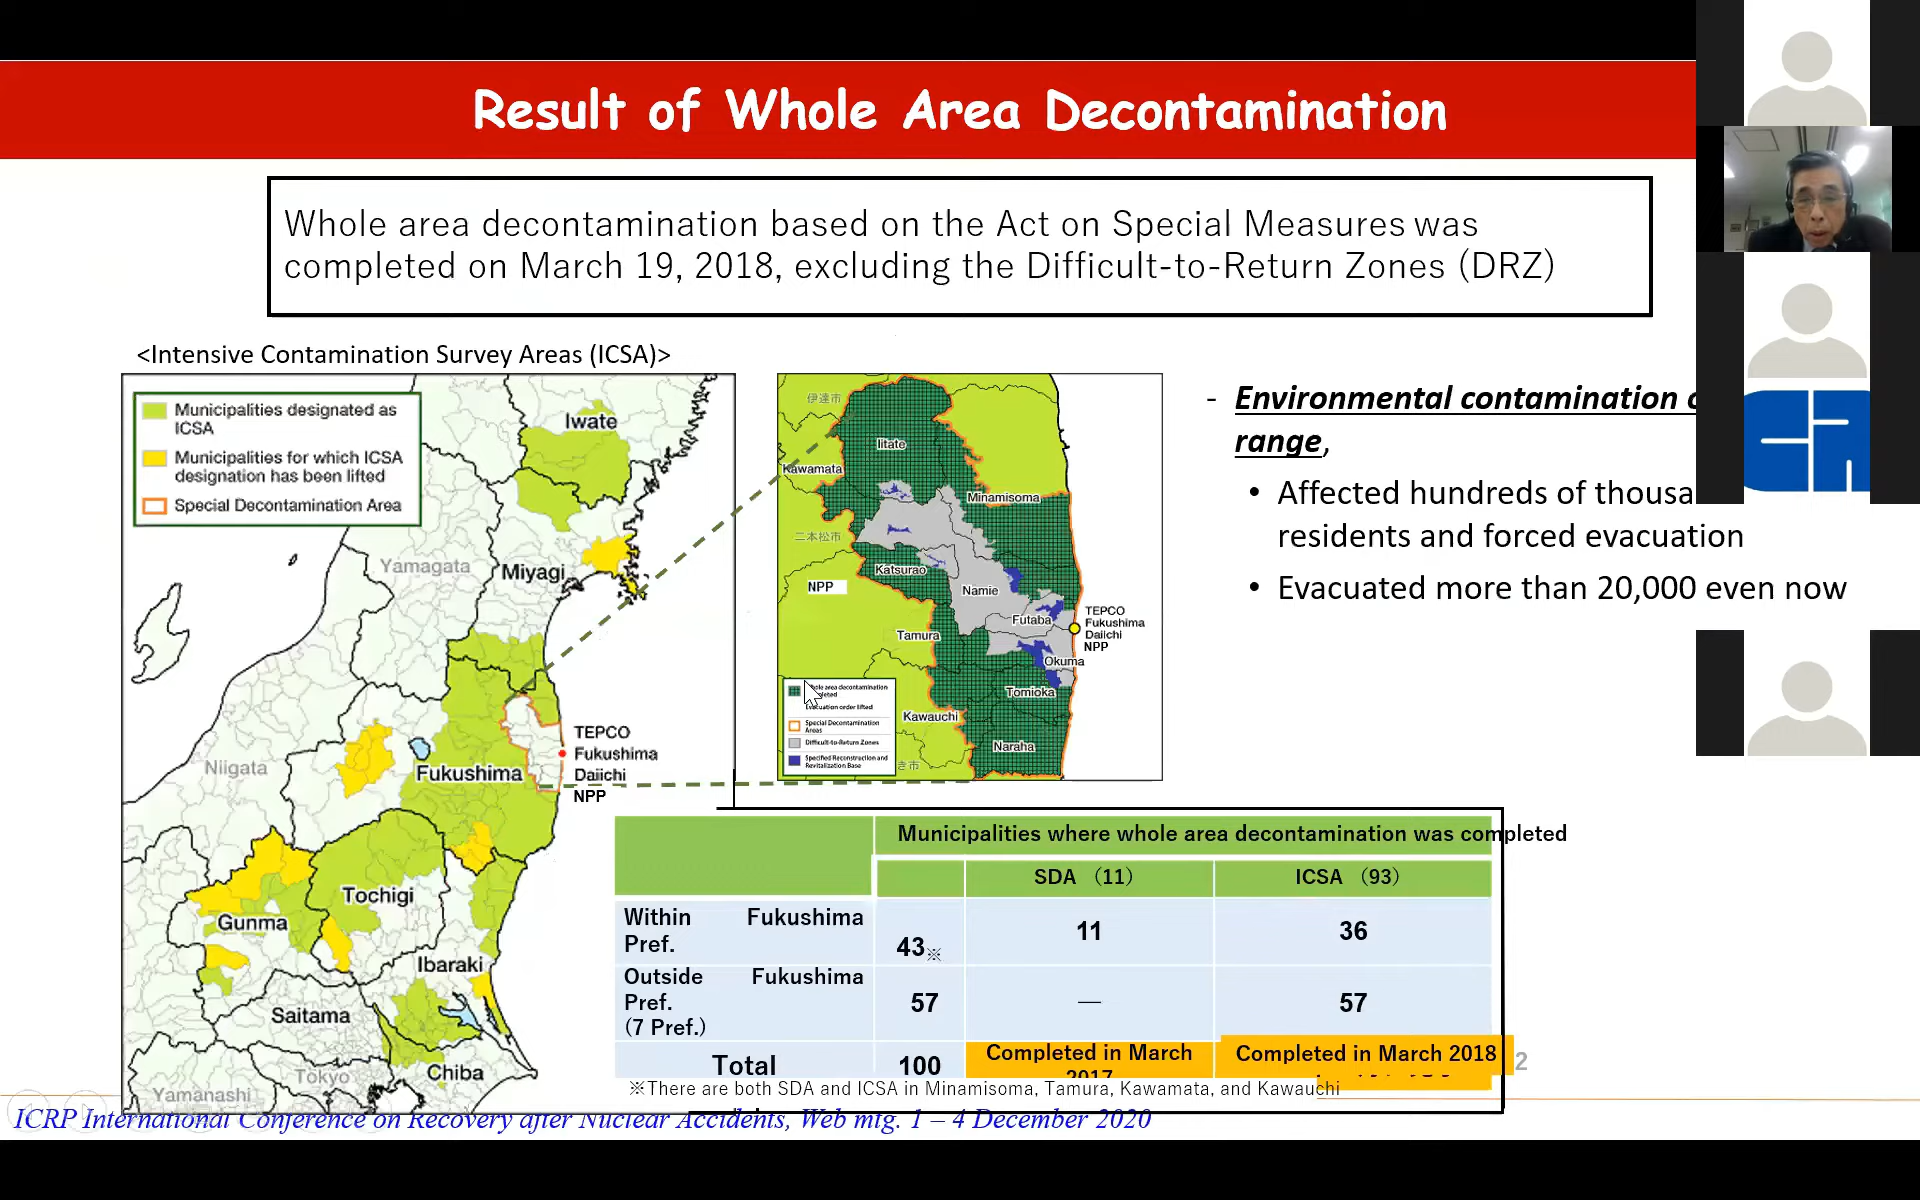 Result of Whole Area Decontamination
Whole area decontamination based on the Act on Special Measures was
completed on March 19, 2018, excluding the Difficult-to-Return Zones (DRZ)
<Intensive Contamination Survey Areas (ICSA)>
Municipalities designated as
ICSA
Municipalities for which ICSA
designation has been lifted
Special Decontamination Area
Iwate
Yamagata
Miyagi
Niigata
Fukushima
TEPCO
Fukushima
Daiichi
NPP
Tochigi
Gunma
Ibaraki
Saitama
Tokyo
Chiba
Yamanashi
伊達市
Iitate
Kawamata
Minamisoma
二本松市
Katsurao
NPP
Namie
Futaba
TEPCO
Fukushima
Daiichi
NPP
Tamura
Okuma
Tomioka
Kawauchi
Naraha
き市
area decontamination
Evacuation order lifted
Special Decontamination
Areas
Difficult-to-Return Zones
Specified Reconstruction and
Revitalization Base
- Environmental contamination
range,
• Affected hundreds of
residents and forced evacuation
• Evacuated more than 20,000 even now
Municipalities where whole area decontamination was completed
SDA (11) ICSA (93)
Within Fukushima
Pref.
43※ 11 36
Outside Fukushima
Pref.
(7 Pref.)
57 — 57
Total 100 Completed in March
2017
Completed in March 2018
※There are both SDA and ICSA in Minamisoma, Tamura, Kawamata, and Kawauchi
2
ICRP International Conference on Recovery after Nuclear Accidents, Web mtg. 1 – 4 December 2020